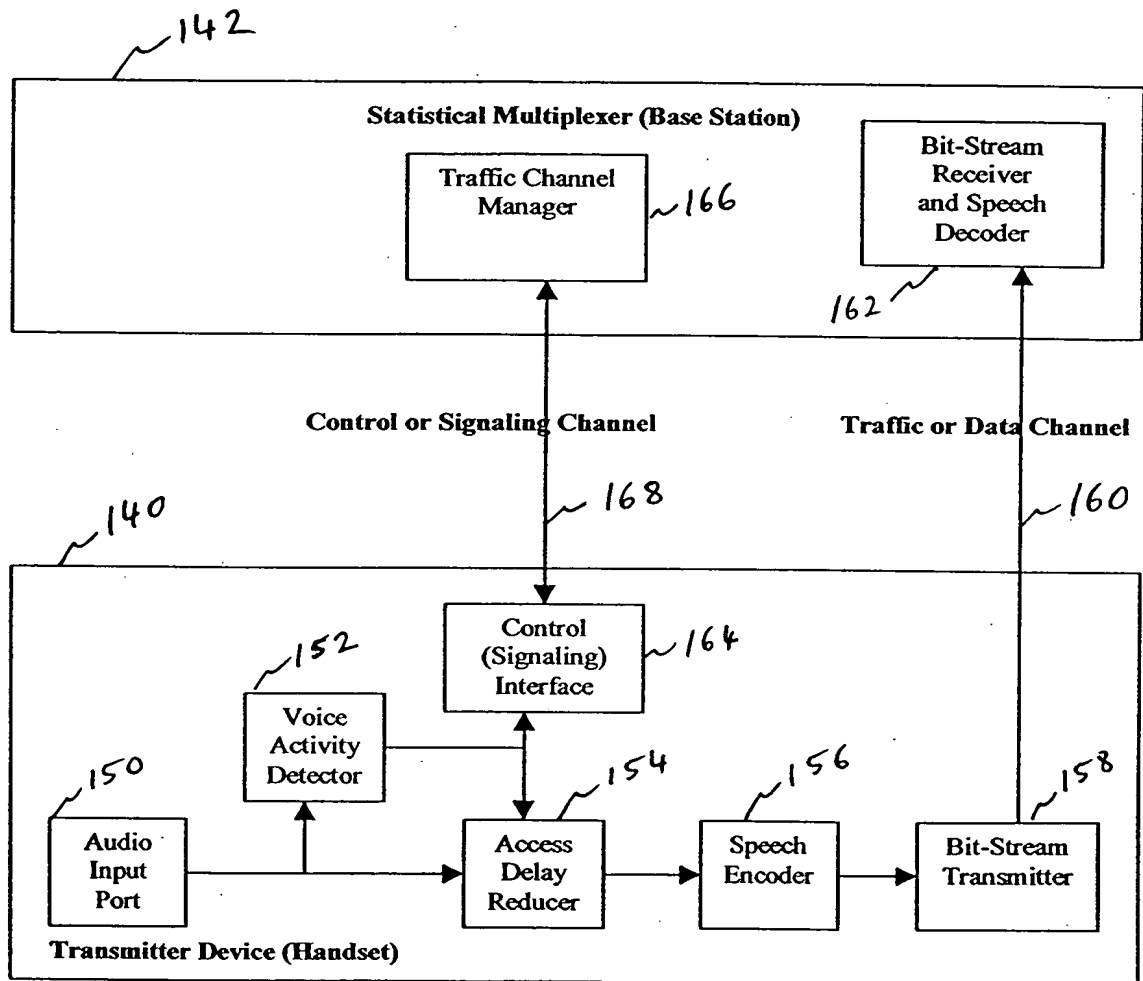 142
Statistical Multiplexer (Base Station)
Traffic Channel
Manager
166
Bit-Stream
Receiver
and Speech
Decoder
162
Control or Signaling Channel
Traffic or Data Channel
168
160
140
Control
(Signaling)
Interface
164
152
Voice
Activity
Detector
150
Audio
Input
Port
154
Access
Delay
Reducer
156
Speech
Encoder
158
Bit-Stream
Transmitter
Transmitter Device (Handset)